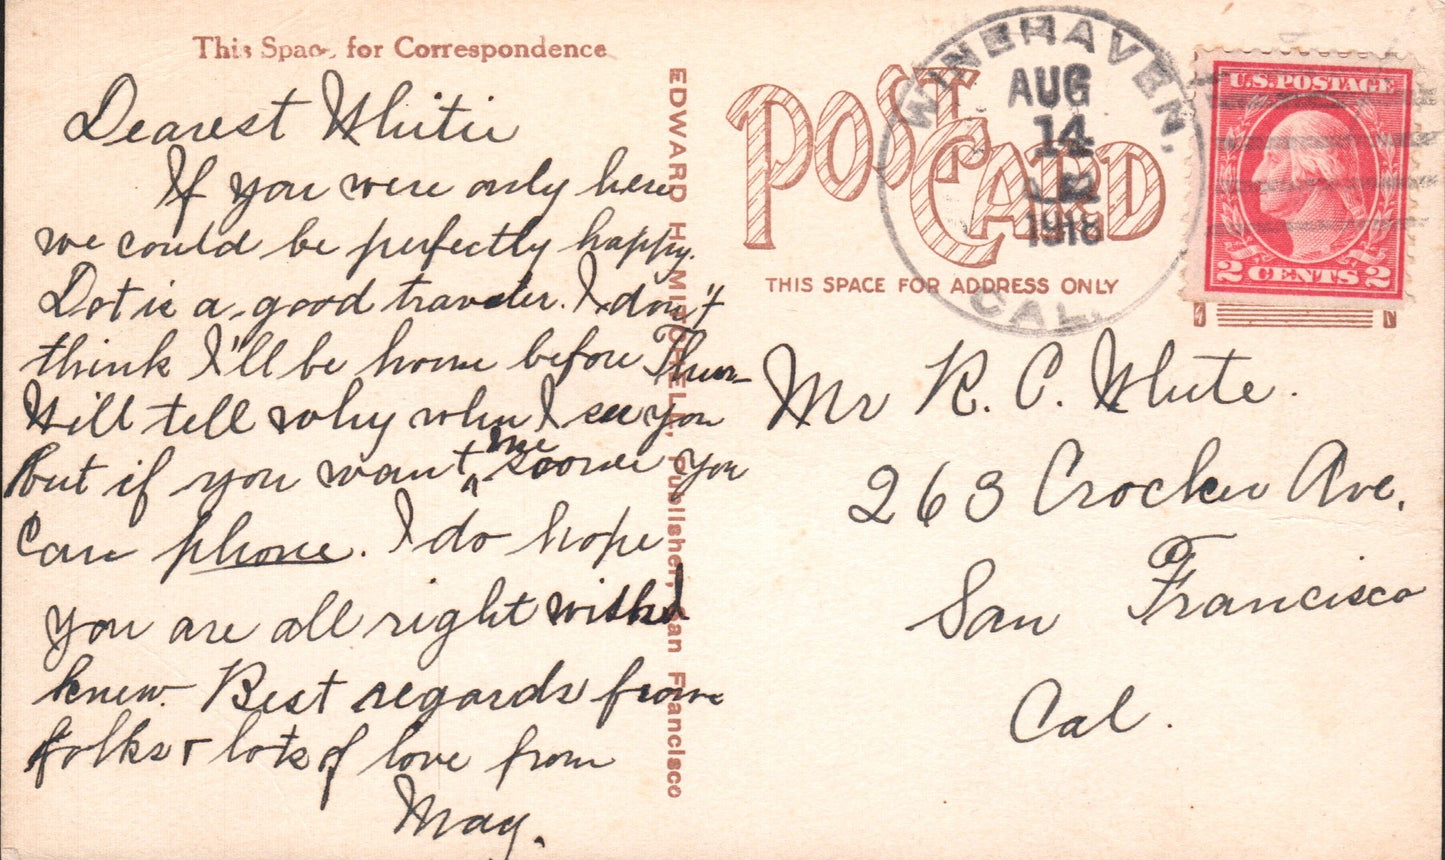 This Space for Correspondence
Dearest Whitie
If you were only here
we could be perfectly happy.
Dot is a good traveler. I don't
think I'll be home before Thur-
Will tell why when I see you
But if you want me sooner you
can phone. I do hope
you are all right wish I
knew. Best regards from
folks & lots of love from
May.
EDWARD H. MITCHELL, Publisher, San Francisco
POST CARD
THIS SPACE FOR ADDRESS ONLY
WINEHAVEN,
AUG
14
1918
CAL.
U.S. POSTAGE
2 CENTS 2
Mr R. C. White.
263 Crocker Ave.
San Francisco
Cal.